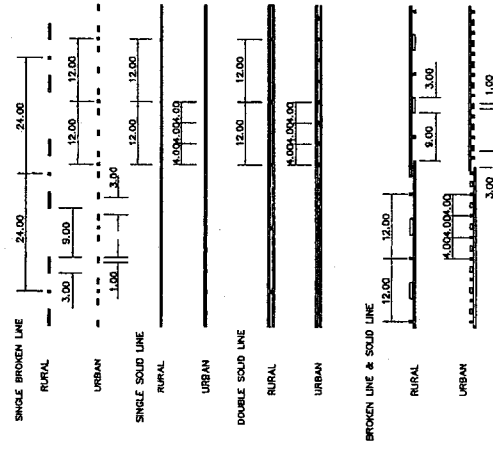 SINGLE BROKEN LINE
24.00 24.00
RURAL
3.00 9.00
12.00 12.00
URBAN
1.00 3.00
SINGLE SOLID LINE
12.00 12.00
RURAL
4.00 4.00 4.00
URBAN
DOUBLE SOLID LINE
12.00 12.00
RURAL
4.00 4.00 4.00
URBAN
BROKEN LINE & SOLID LINE
12.00 12.00
RURAL
9.00 3.00
4.00 4.00 4.00
URBAN
3.00 1.00